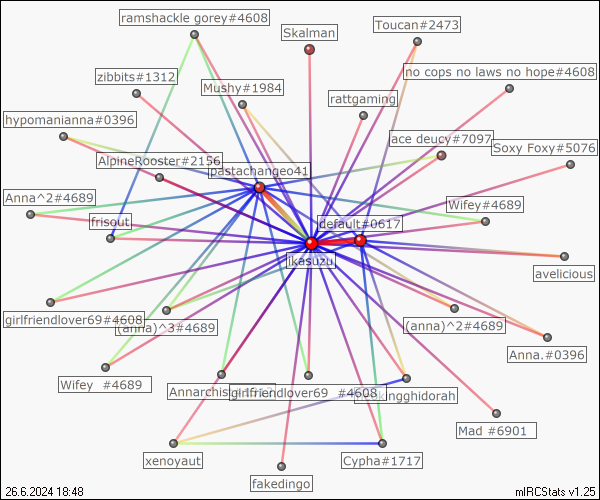 ramshackle gorey#4608
Skalman
Toucan#2473
zibbits#1312
Mushy#1984
no cops no laws no hope#4608
rattgaming
hypomanianna#0396
ace deucy#7097
AlpineRooster#2156
Soxy Foxy#5076
pastachangeo41
Anna^2#4689
frisout
default#0617
Wifey#4689
jkasuzu
avelicious
girlfriendlover69#4608
(anna)^3#4689
(anna)^2#4689
Anna.#0396
Wifey #4689
girlfriendlover69 #4608
Mad #6901
xenoyaut
Cypha#1717
fakedingo
26.6.2024 18:48
mIRCStats v1.25